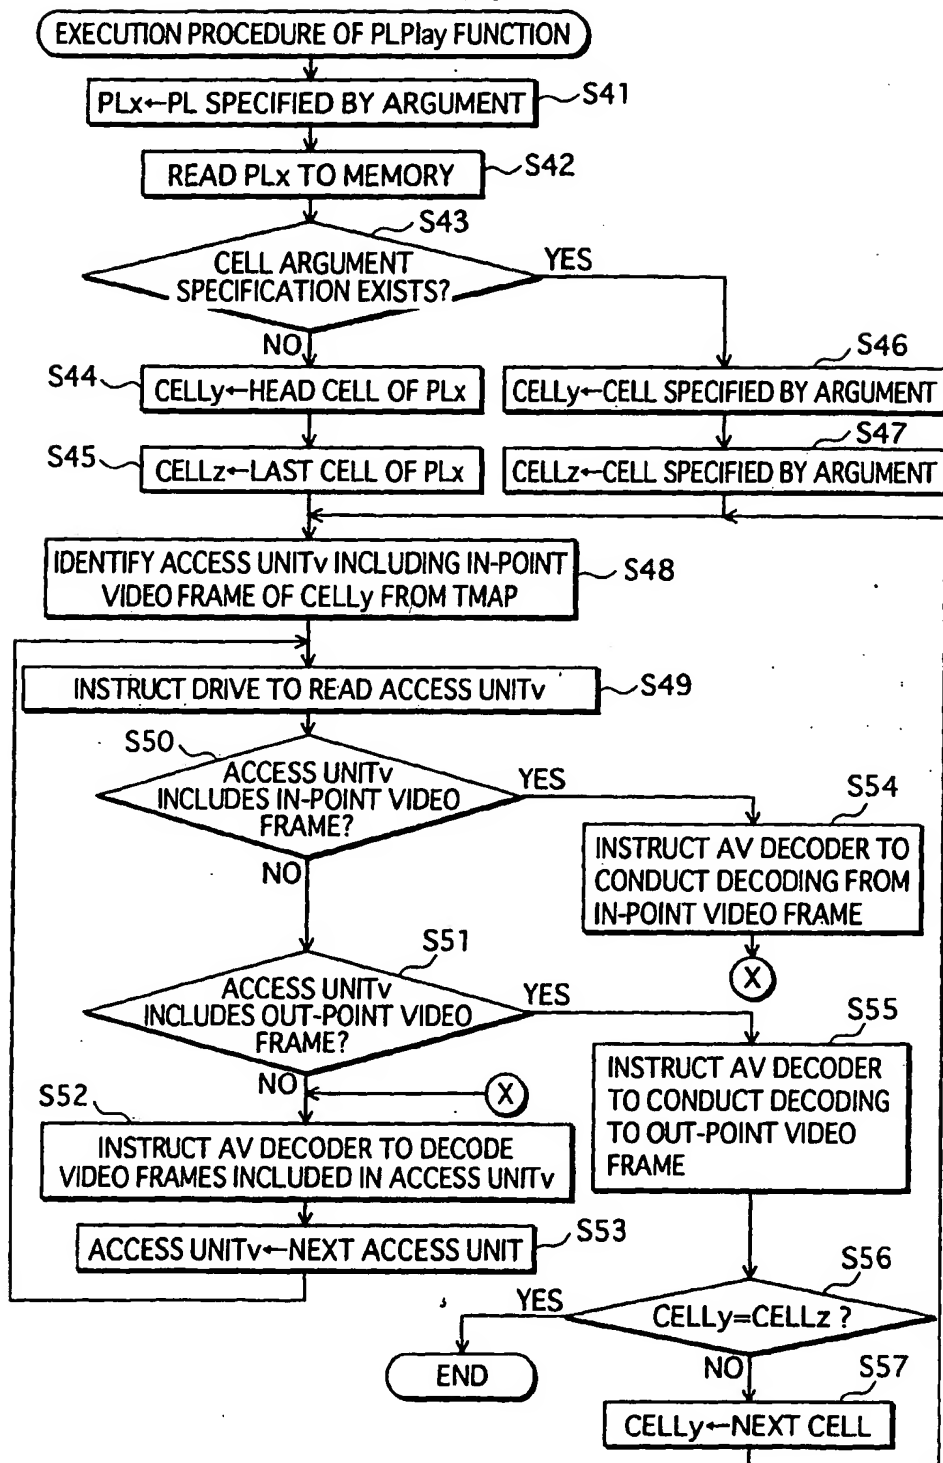 EXECUTION PROCEDURE OF PLPlay FUNCTION
PLx←PL SPECIFIED BY ARGUMENT
S41
READ PLx TO MEMORY
S42
S43
CELL ARGUMENT
SPECIFICATION EXISTS?
YES
NO
S44
CELLy←HEAD CELL OF PLx
S46
CELLy←CELL SPECIFIED BY ARGUMENT
S45
CELLz←LAST CELL OF PLx
S47
CELLz←CELL SPECIFIED BY ARGUMENT
IDENTIFY ACCESS UNITv INCLUDING IN-POINT
VIDEO FRAME OF CELLy FROM TMAP
S48
INSTRUCT DRIVE TO READ ACCESS UNITv
S49
S50
ACCESS UNITv
INCLUDES IN-POINT VIDEO
FRAME?
YES
NO
S54
INSTRUCT AV DECODER TO
CONDUCT DECODING FROM
IN-POINT VIDEO FRAME
X
S51
ACCESS UNITv
INCLUDES OUT-POINT VIDEO
FRAME?
YES
NO
X
S55
INSTRUCT AV DECODER
TO CONDUCT DECODING
TO OUT-POINT VIDEO
FRAME
S52
INSTRUCT AV DECODER TO DECODE
VIDEO FRAMES INCLUDED IN ACCESS UNITv
ACCESS UNITv←NEXT ACCESS UNIT
S53
S56
CELLy=CELLz ?
YES
END
NO
S57
CELLy←NEXT CELL